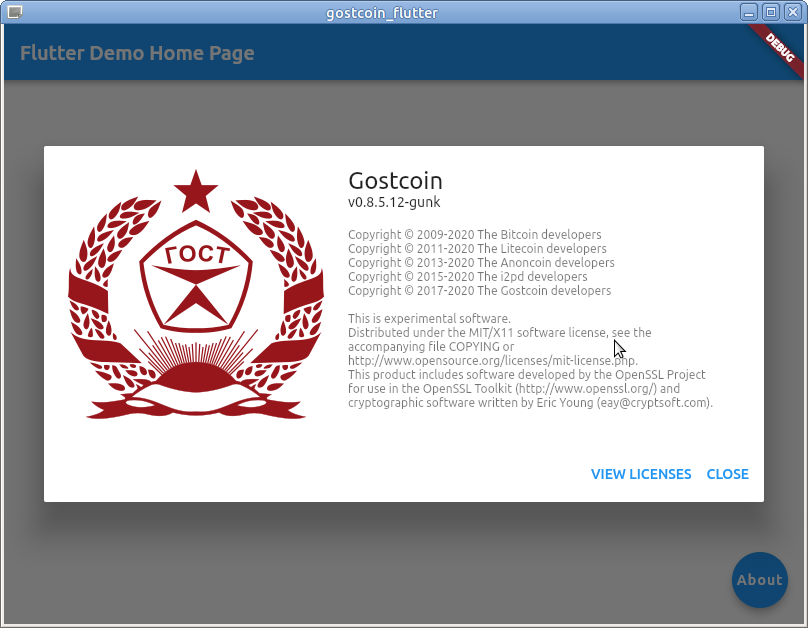 gostcoin_flutter
Flutter Demo Home Page
DEBUG
ГОСТ
Gostcoin
v0.8.5.12-gunk
Copyright © 2009-2020 The Bitcoin developers
Copyright © 2011-2020 The Litecoin developers
Copyright © 2013-2020 The Anoncoin developers
Copyright © 2015-2020 The i2pd developers
Copyright © 2017-2020 The Gostcoin developers
This is experimental software.
Distributed under the MIT/X11 software license, see the
accompanying file COPYING or
http://www.opensource.org/licenses/mit-license.php.
This product includes software developed by the OpenSSL Project
for use in the OpenSSL Toolkit (http://www.openssl.org/) and
cryptographic software written by Eric Young (eay@cryptsoft.com).
VIEW LICENSES
CLOSE
About